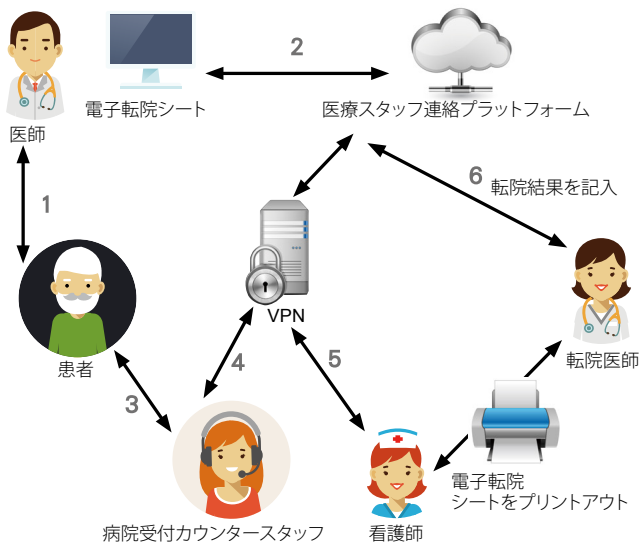 2
電子転院シート
医療スタッフ連絡プラットフォーム
医師
1
6 転院結果を記入
VPN
転院医師
患者
4
5
3
電子転院
シートをプリントアウト
病院受付カウンタースタッフ
看護師